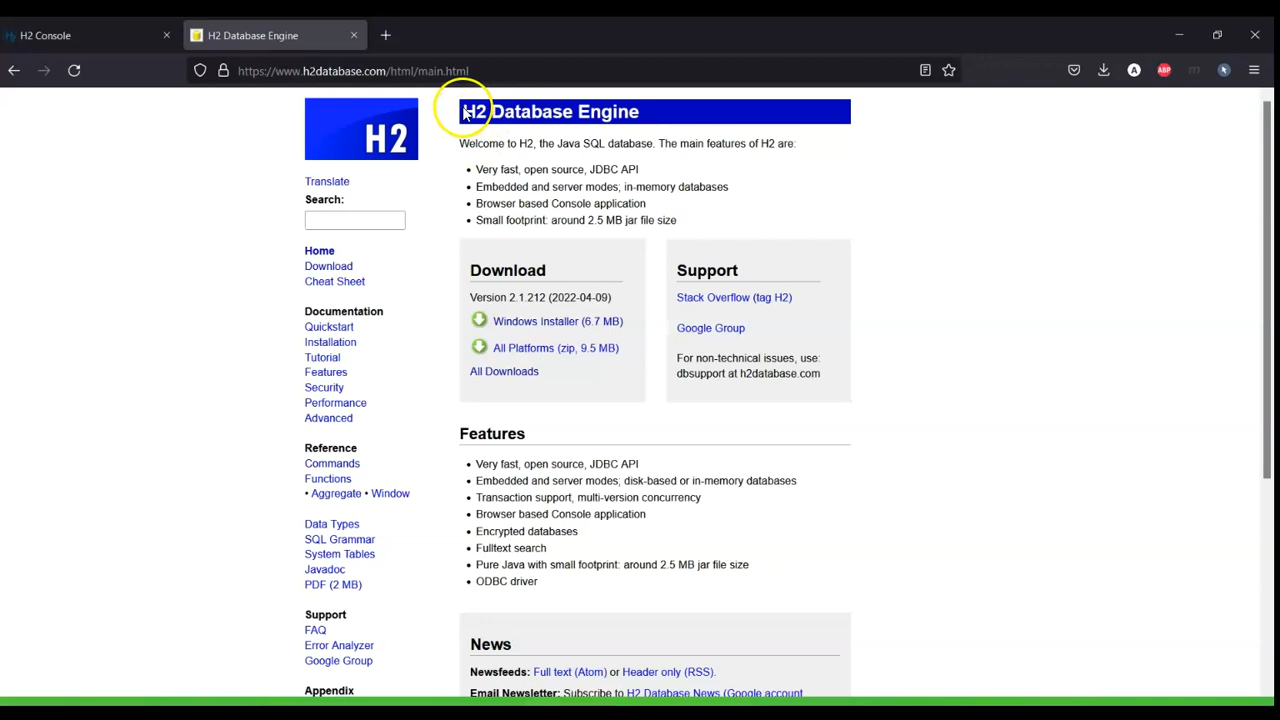 H2 Console
H2 Database Engine
https://www.h2database.com/html/main.html
A
ABP
H2
Translate
Search:
Home
Download
Cheat Sheet
Documentation
Quickstart
Installation
Tutorial
Features
Security
Performance
Advanced
Reference
Commands
Functions
• Aggregate • Window
Data Types
SQL Grammar
System Tables
Javadoc
PDF (2 MB)
Support
FAQ
Error Analyzer
Google Group
Appendix
H2 Database Engine
Welcome to H2, the Java SQL database. The main features of H2 are:
• Very fast, open source, JDBC API
• Embedded and server modes; in-memory databases
• Browser based Console application
• Small footprint: around 2.5 MB jar file size
Download
Version 2.1.212 (2022-04-09)
Windows Installer (6.7 MB)
All Platforms (zip, 9.5 MB)
All Downloads
Support
Stack Overflow (tag H2)
Google Group
For non-technical issues, use:
dbsupport at h2database.com
Features
• Very fast, open source, JDBC API
• Embedded and server modes; disk-based or in-memory databases
• Transaction support, multi-version concurrency
• Browser based Console application
• Encrypted databases
• Fulltext search
• Pure Java with small footprint: around 2.5 MB jar file size
• ODBC driver
News
Newsfeeds: Full text (Atom) or Header only (RSS).
Email Newsletter: Subscribe to H2 Database News (Google account